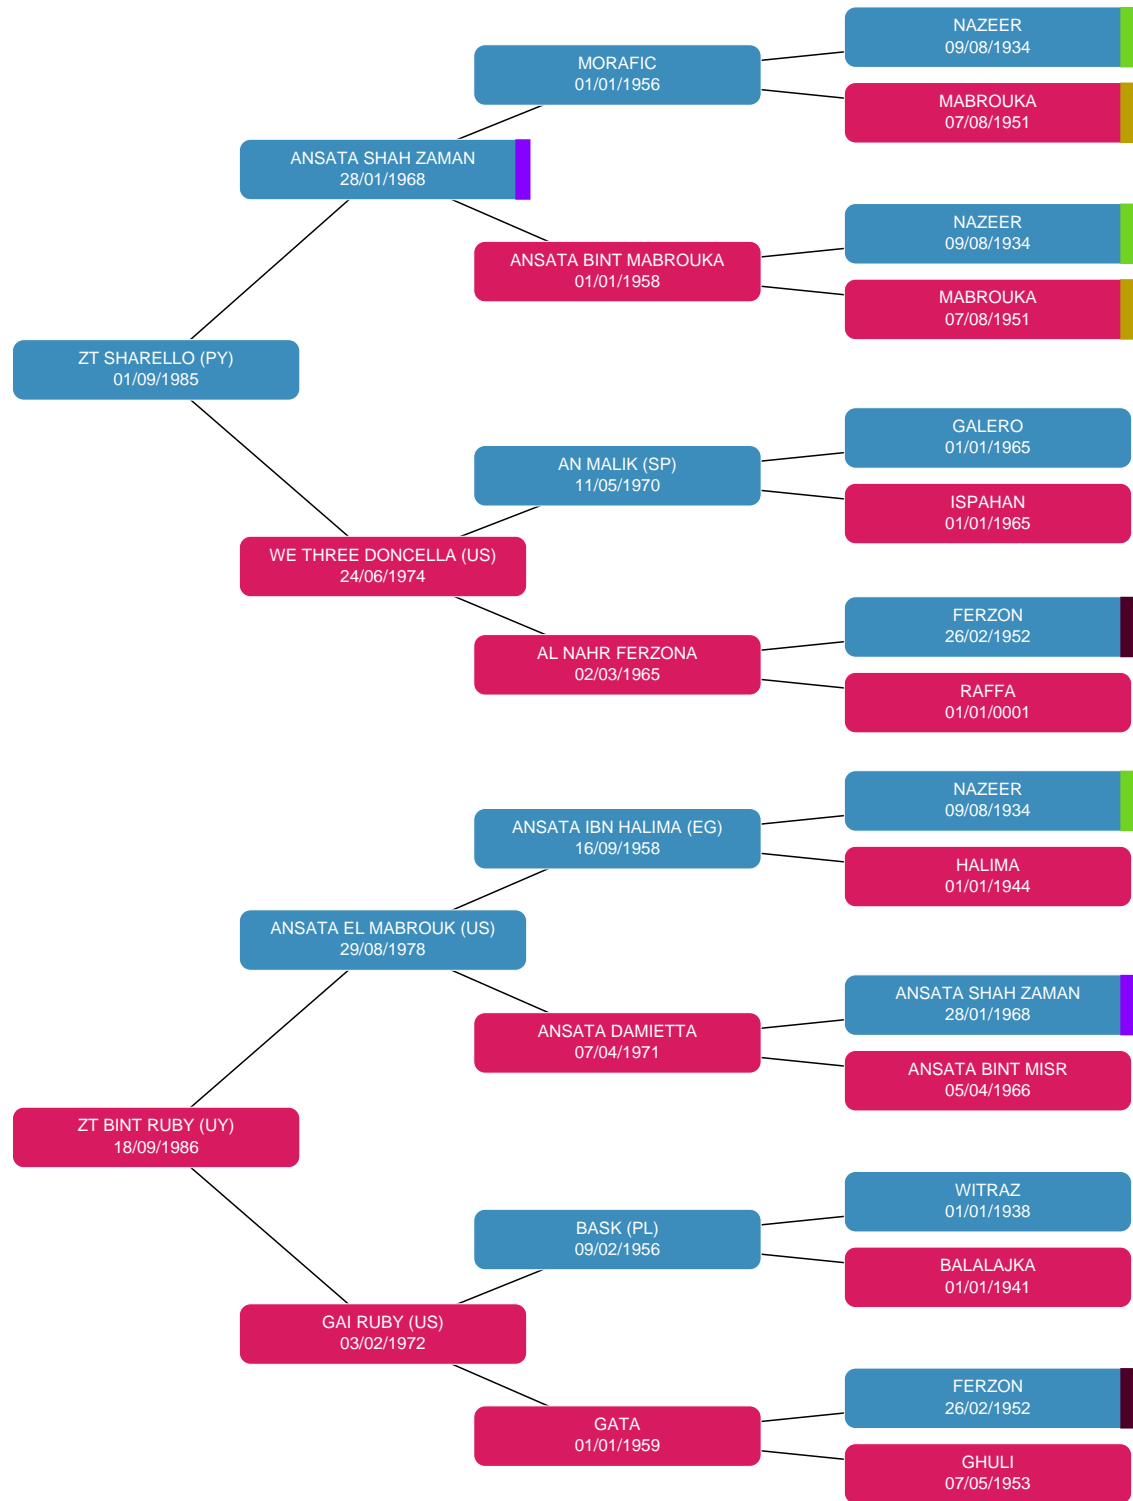 NAZEER
09/08/1934
MORAFIC
01/01/1956
MABROUKA
07/08/1951
ANSATA SHAH ZAMAN
28/01/1968
NAZEER
09/08/1934
ANSATA BINT MABROUKA
01/01/1958
MABROUKA
07/08/1951
ZT SHARELLO (PY)
01/09/1985
GALERO
01/01/1965
AN MALIK (SP)
11/05/1970
ISPAHAN
01/01/1965
WE THREE DONCELLA (US)
24/06/1974
FERZON
26/02/1952
AL NAHR FERZONA
02/03/1965
RAFFA
01/01/0001
NAZEER
09/08/1934
ANSATA IBN HALIMA (EG)
16/09/1958
HALIMA
01/01/1944
ANSATA EL MABROUK (US)
29/08/1978
ANSATA SHAH ZAMAN
28/01/1968
ANSATA DAMIETTA
07/04/1971
ANSATA BINT MISR
05/04/1966
ZT BINT RUBY (UY)
18/09/1986
WITRAZ
01/01/1938
BASK (PL)
09/02/1956
BALALAJKA
01/01/1941
GAI RUBY (US)
03/02/1972
FERZON
26/02/1952
GATA
01/01/1959
GHULI
07/05/1953